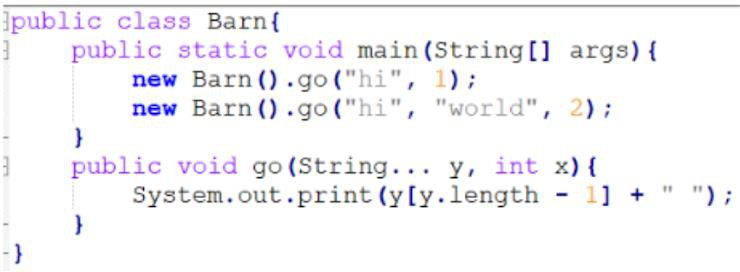 public class Barn{
    public static void main(String[] args){
        new Barn().go("hi", 1);
        new Barn().go("hi", "world", 2);
    }
    public void go(String... y, int x){
        System.out.print(y[y.length - 1] + " ");
    }
}